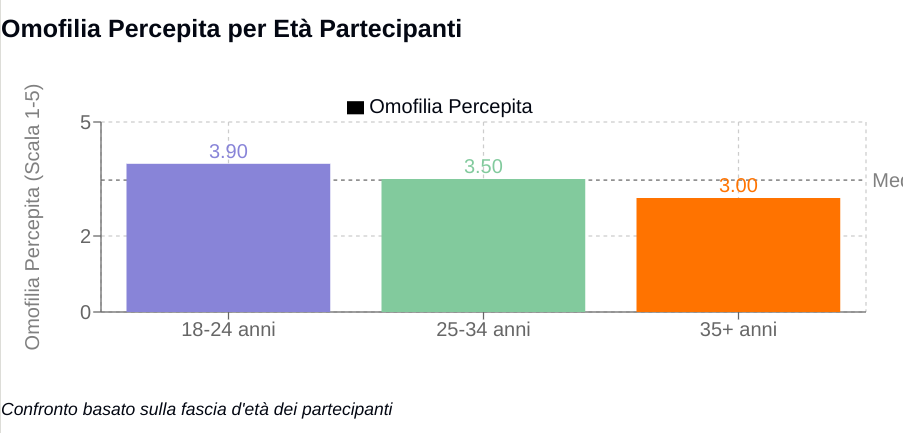 Omofilia Percepita per Età Partecipanti
Omofilia Percepita
Omofilia Percepita (Scala 1-5)
5
2
0
3.90
3.50
3.00
18-24 anni
25-34 anni
35+ anni
Confronto basato sulla fascia d'età dei partecipanti